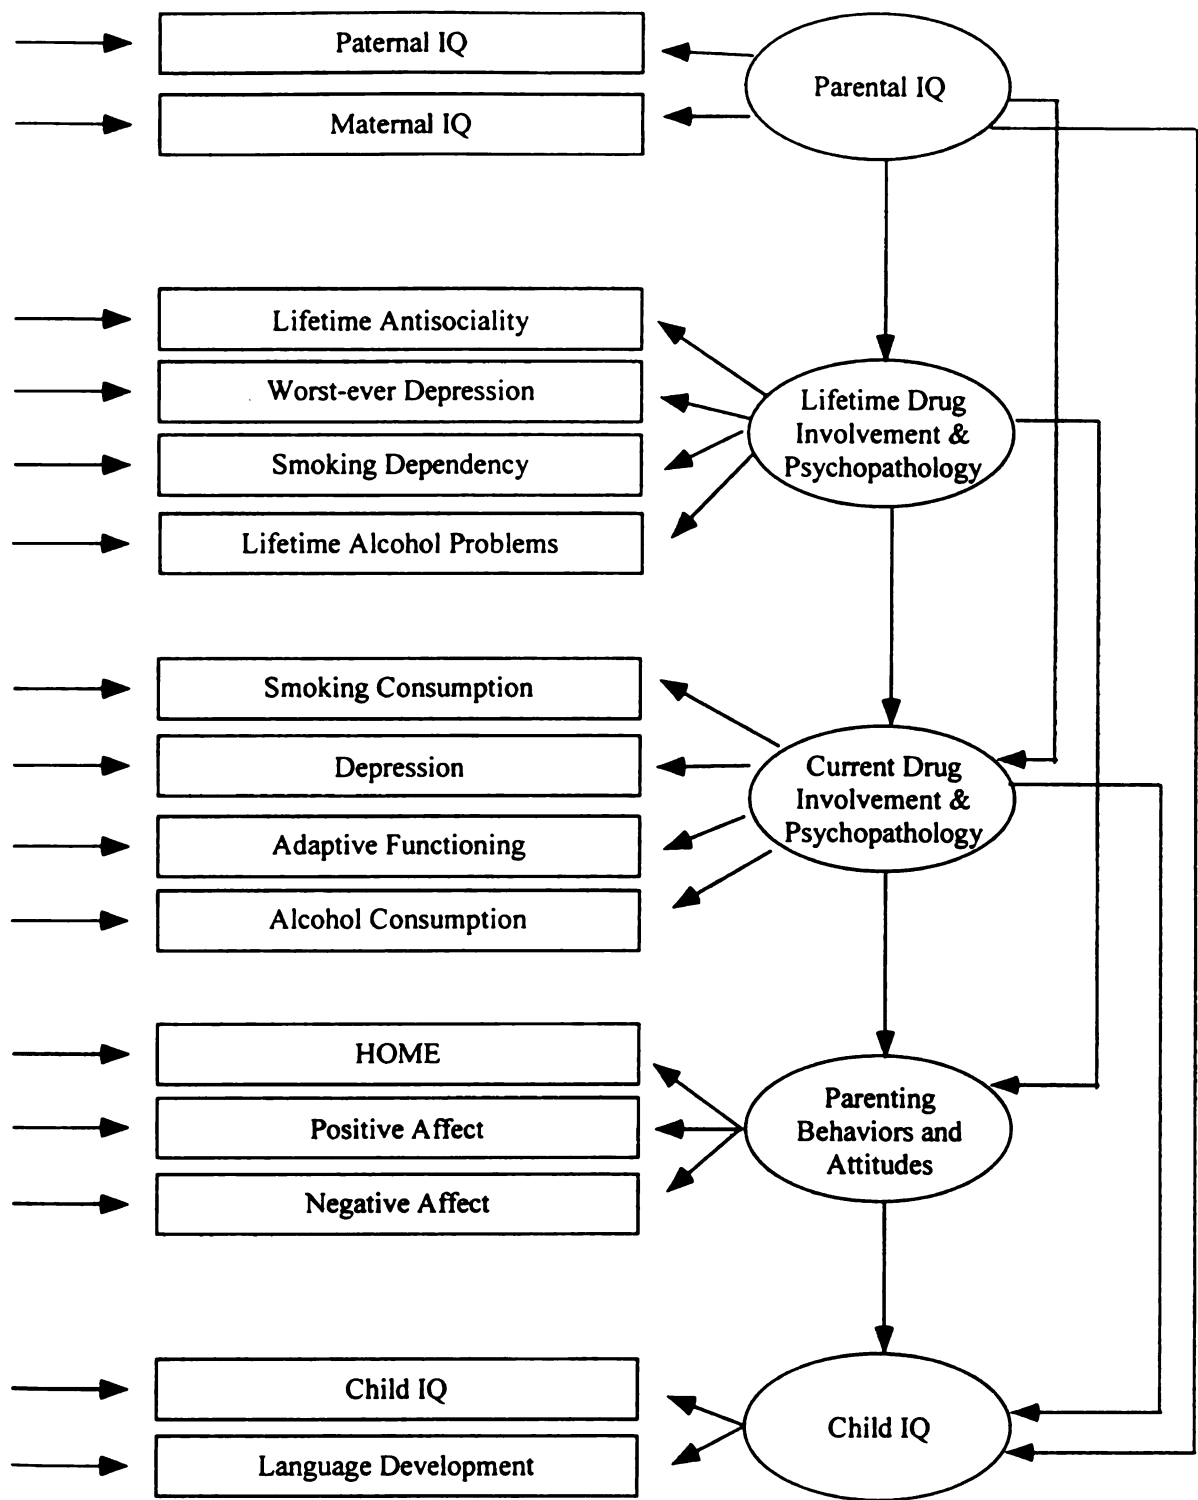 Paternal IQ
Maternal IQ
Parental IQ
Lifetime Antisociality
Worst-ever Depression
Smoking Dependency
Lifetime Alcohol Problems
Lifetime Drug
Involvement &
Psychopathology
Smoking Consumption
Depression
Adaptive Functioning
Alcohol Consumption
Current Drug
Involvement &
Psychopathology
HOME
Positive Affect
Negative Affect
Parenting
Behaviors and
Attitudes
Child IQ
Language Development
Child IQ